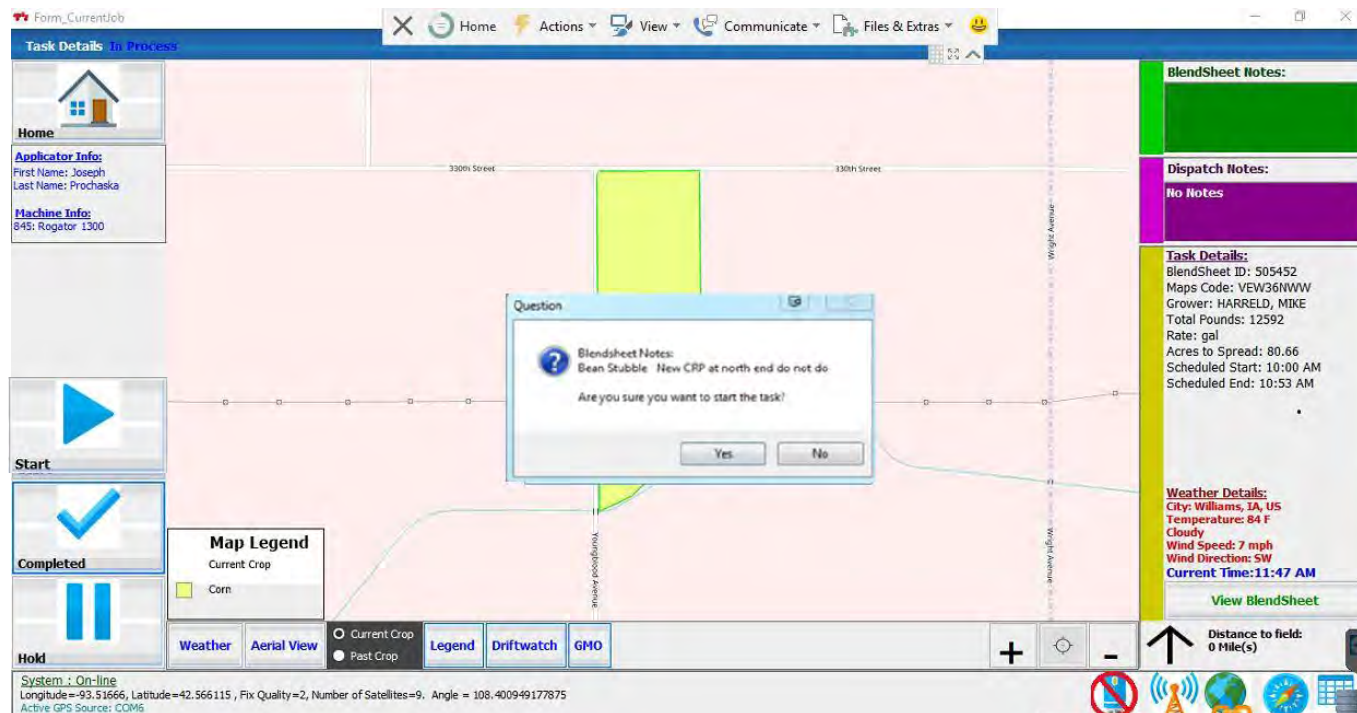 Form_CurrentJob
Home
Actions
View
Communicate
Files & Extras
Task Details In Process
Home
Applicator Info:
First Name: Joseph
Last Name: Prochaska
Machine Info:
845: Rogator 1300
Start
Completed
Hold
330th Street
330th Street
Wright Avenue
Wright Avenue
Youngblood Avenue
Question
Blendsheet Notes:
Bean Stubble New CRP at north end do not do
Are you sure you want to start the task?
Yes
No
Map Legend
Current Crop
Corn
Weather
Aerial View
Current Crop
Past Crop
Legend
Driftwatch
GMO
+
-
BlendSheet Notes:
Dispatch Notes:
No Notes
Task Details:
BlendSheet ID: 505452
Maps Code: VEW36NWW
Grower: HARRELD, MIKE
Total Pounds: 12592
Rate: gal
Acres to Spread: 80.66
Scheduled Start: 10:00 AM
Scheduled End: 10:53 AM
Weather Details:
City: Williams, IA, US
Temperature: 84 F
Cloudy
Wind Speed: 7 mph
Wind Direction: SW
Current Time:11:47 AM
View BlendSheet
Distance to field:
0 Mile(s)
System : On-line
Longitude=-93.51666, Latitude=42.566115 , Fix Quality=2, Number of Satellites=9. Angle = 108.400949177875
Active GPS Source: COM6